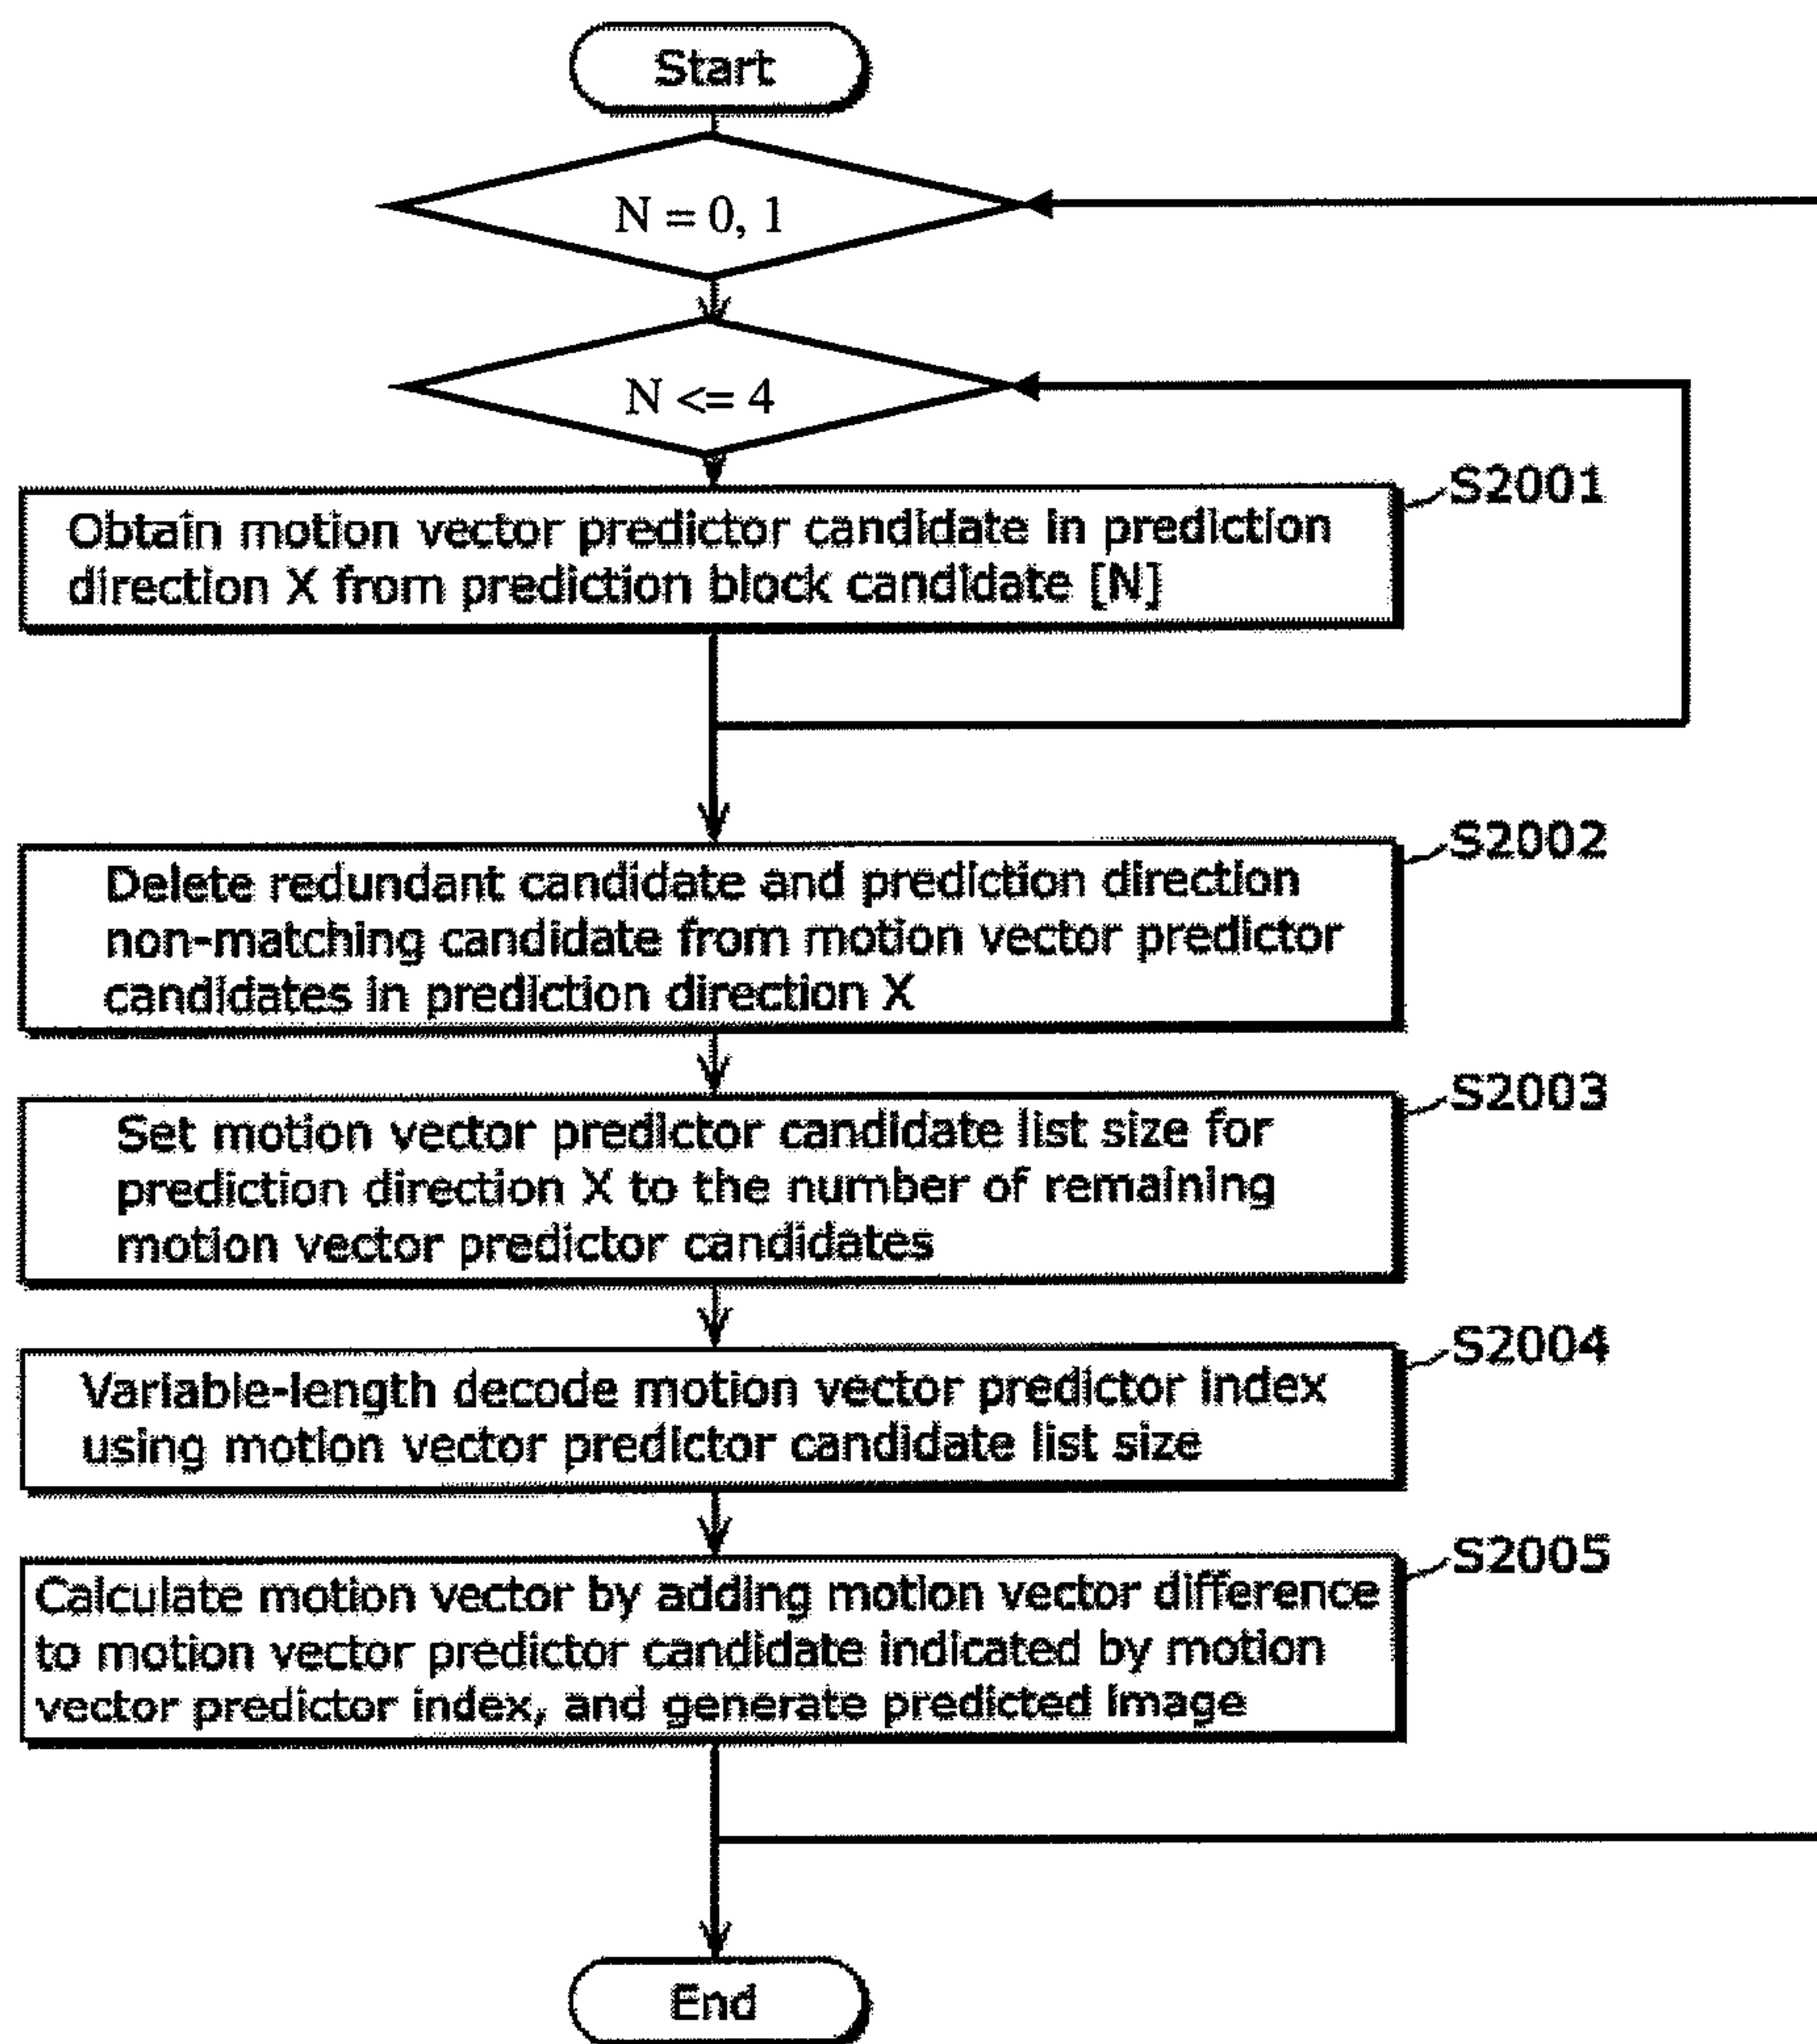 Start
N = 0, 1
N <= 4
S2001
Obtain motion vector predictor candidate in prediction
direction X from prediction block candidate [N]
S2002
Delete redundant candidate and prediction direction
non-matching candidate from motion vector predictor
candidates in prediction direction X
S2003
Set motion vector predictor candidate list size for
prediction direction X to the number of remaining
motion vector predictor candidates
S2004
Variable-length decode motion vector predictor index
using motion vector predictor candidate list size
S2005
Calculate motion vector by adding motion vector difference
to motion vector predictor candidate indicated by motion
vector predictor index, and generate predicted image
End